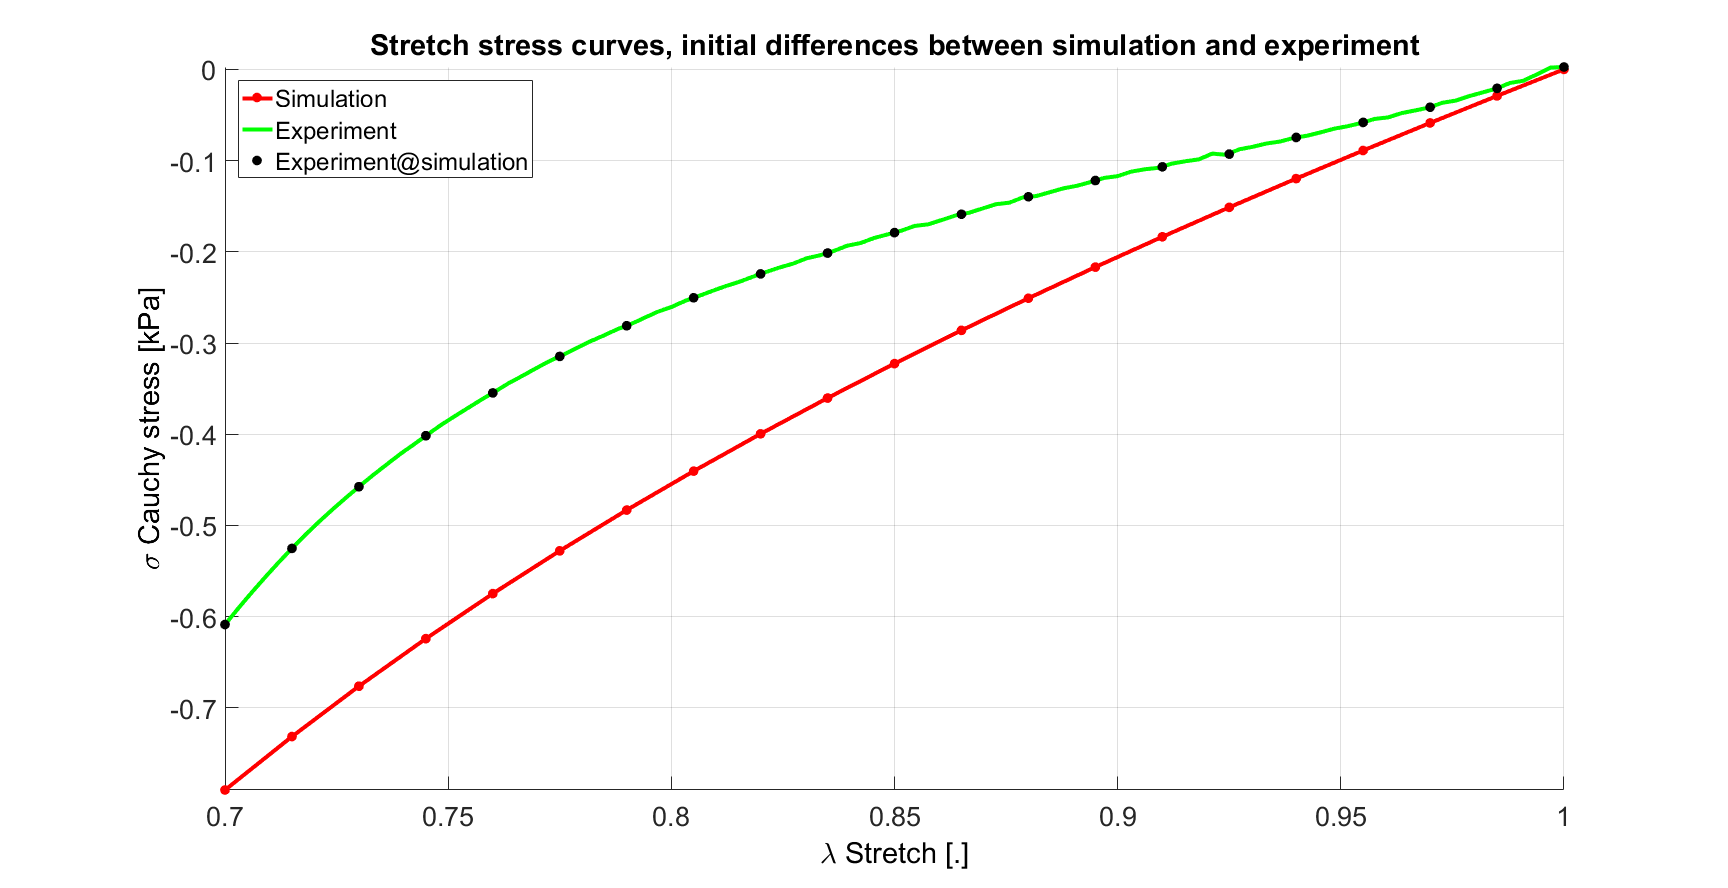 Stretch stress curves, initial differences between simulation and experiment
Simulation
Experiment
Experiment@simulation
0
-0.1
-0.2
-0.3
-0.4
-0.5
-0.6
-0.7
σ Cauchy stress [kPa]
0.7
0.75
0.8
0.85
0.9
0.95
1
λ Stretch [.]